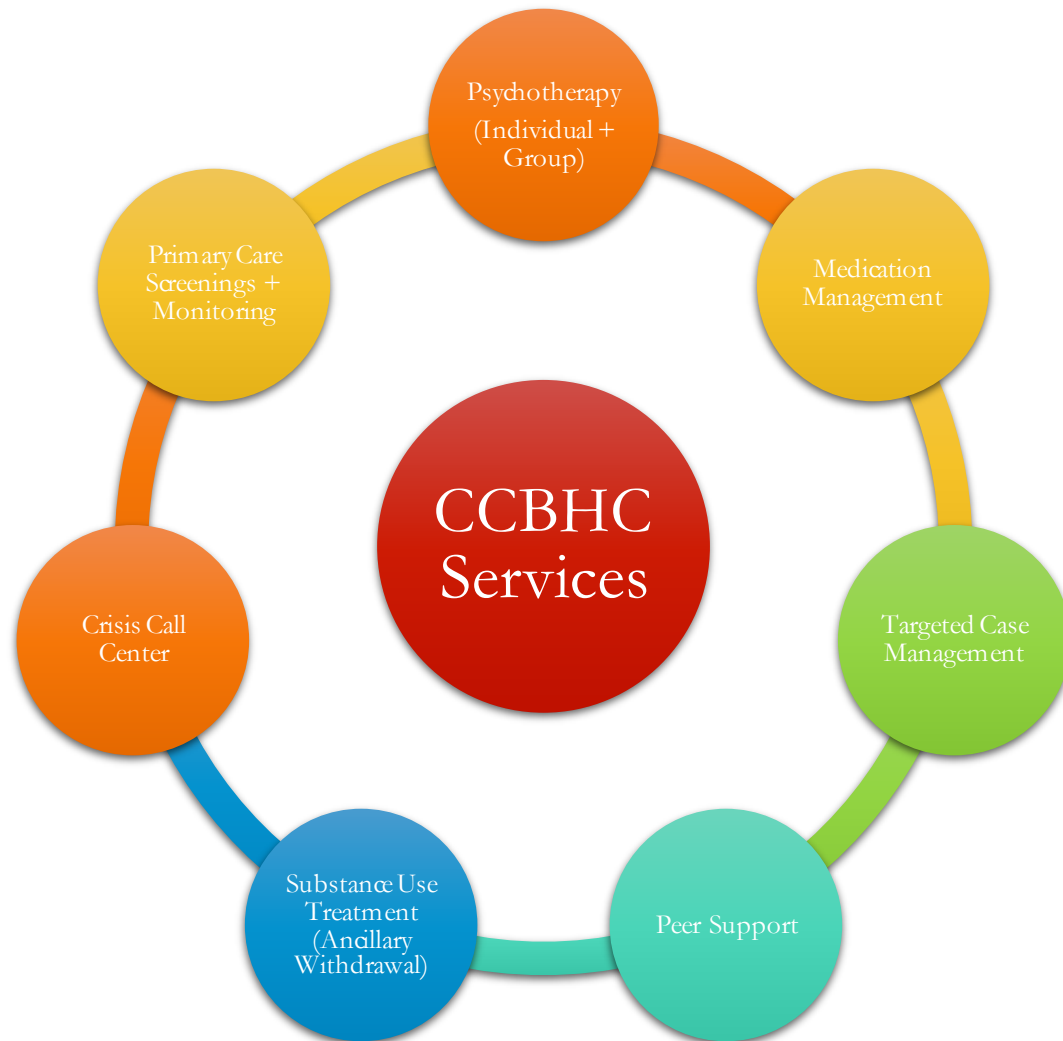 Psychotherapy
(Individual +
Group)
Medication
Management
Targeted Case
Management
Peer Support
Substance Use
Treatment
(Ancillary
Withdrawal)
Crisis Call
Center
Primary Care
Screenings +
Monitoring
CCBHC
Services